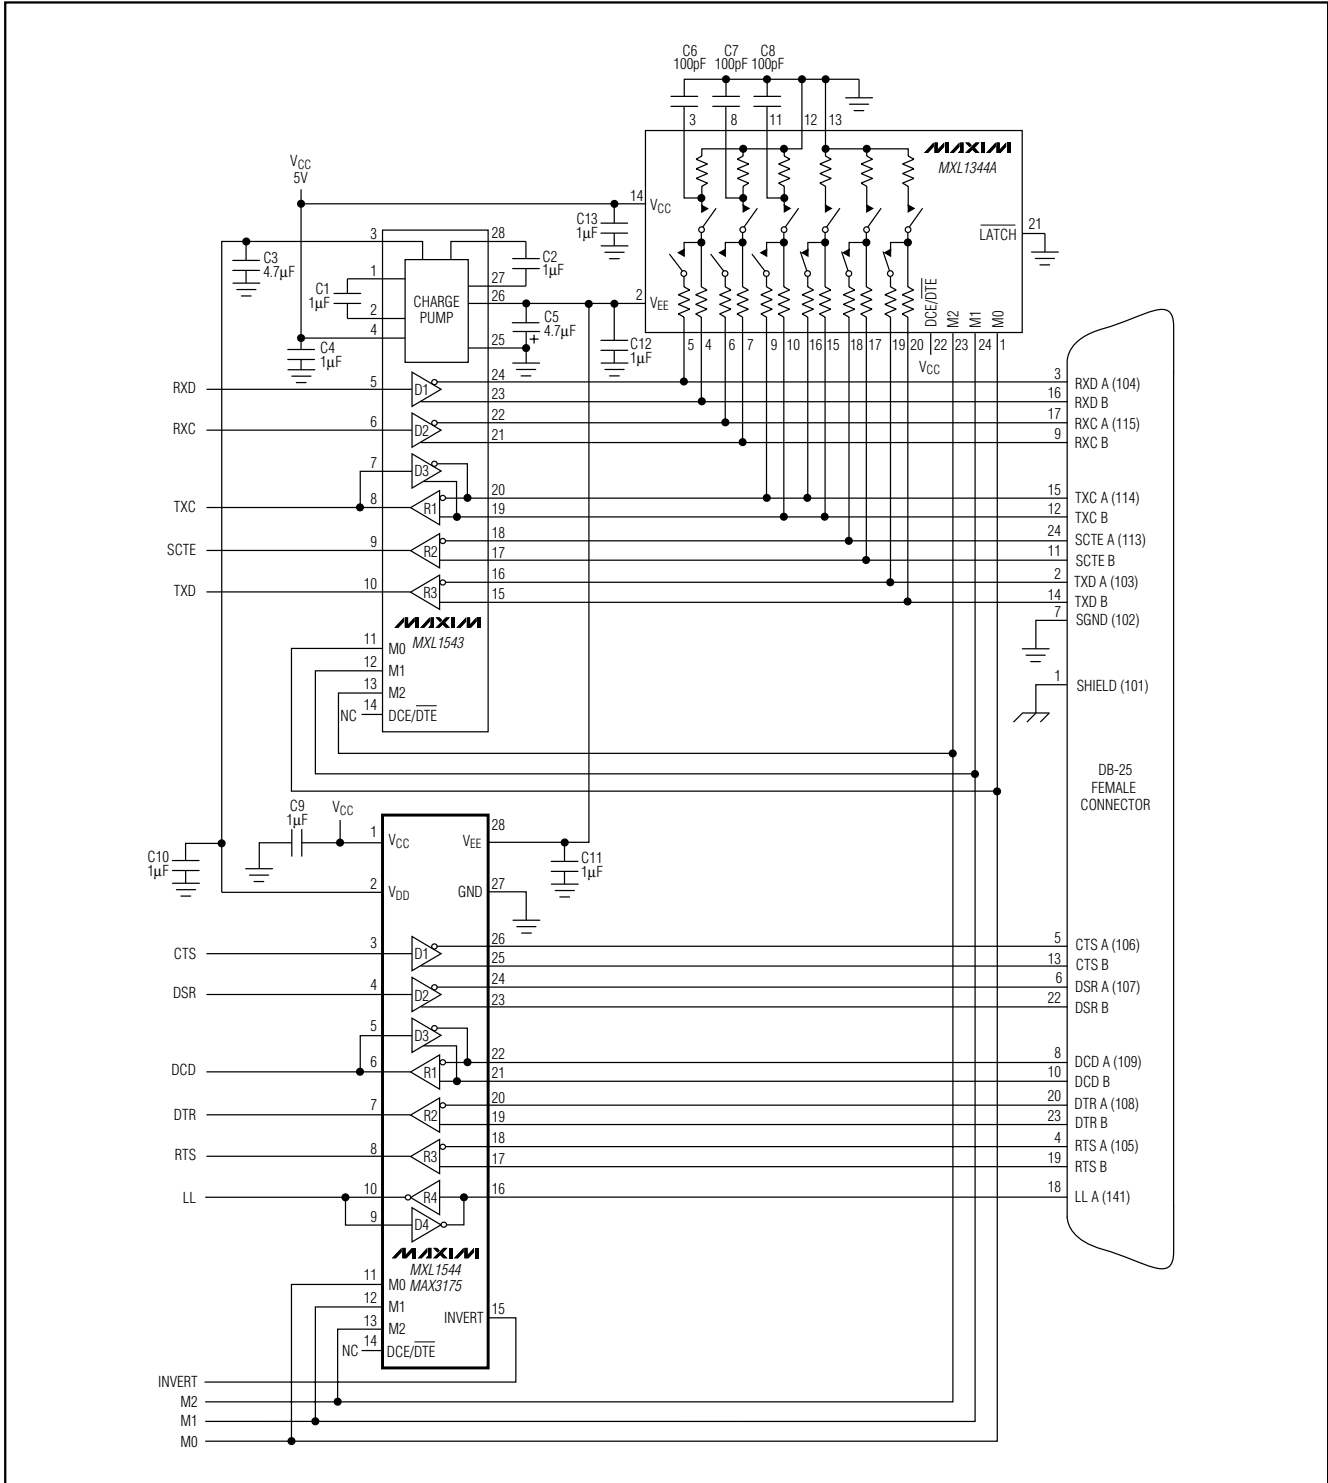 C6 C7 C8
100pF 100pF 100pF
3 8 11 12 13
MAXIM
MXL1344A
VCC
5V
14 VCC
C13
1µF
21
LATCH
3 28
C3
4.7µF
C2
1µF
1 27
C1
1µF
CHARGE
PUMP
26
2 VEE
DCE/DTE M2 M1 M0
2
C5
4.7µF
+
4 25
C4
1µF
C12
1µF
5 4 6 7 9 10 16 15 18 17 19 20 22 23 24 1
VCC
RXD 5 D1 24 3 RXD A (104)
23 16 RXD B
RXC 6 D2 22 17 RXC A (115)
21 9 RXC B
7 D3
TXC 8 R1 20 15 TXC A (114)
19 12 TXC B
SCTE 9 R2 18 24 SCTE A (113)
17 11 SCTE B
TXD 10 R3 16 2 TXD A (103)
15 14 TXD B
7 SGND (102)
MAXIM
MXL1543
11 M0
12 M1
13 M2
NC 14 DCE/DTE
1 SHIELD (101)
DB-25
FEMALE
CONNECTOR
C9
1µF
VCC
1 VCC VEE 28
C10
1µF
C11
1µF
2 VDD GND 27
CTS 3 D1 26 5 CTS A (106)
25 13 CTS B
DSR 4 D2 24 6 DSR A (107)
23 22 DSR B
5 D3
DCD 6 R1 22 8 DCD A (109)
21 10 DCD B
DTR 7 R2 20 20 DTR A (108)
19 23 DTR B
RTS 8 R3 18 4 RTS A (105)
17 19 RTS B
LL 10 R4 16 18 LL A (141)
9 D4
MAXIM
MXL1544
MAX3175
11 M0
12 M1
13 M2
INVERT 15
NC 14 DCE/DTE
INVERT
M2
M1
M0